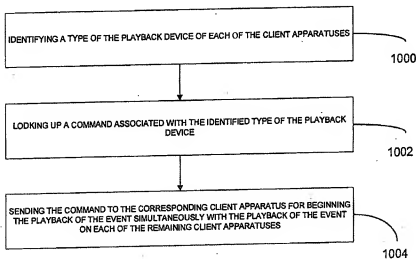 IDENTIFYING A TYPE OF THE PLAYBACK DEVICE OF EACH OF THE CLIENT APPARATUSES
1000
LOOKING UP A COMMAND ASSOCIATED WITH THE IDENTIFIED TYPE OF THE PLAYBACK
DEVICE
1002
SENDING THE COMMAND TO THE CORRESPONDING CLIENT APPARATUS FOR BEGINNING
THE PLAYBACK OF THE EVENT SIMULTANEOUSLY WITH THE PLAYBACK OF THE EVENT
ON EACH OF THE REMAINING CLIENT APPARATUSES
1004